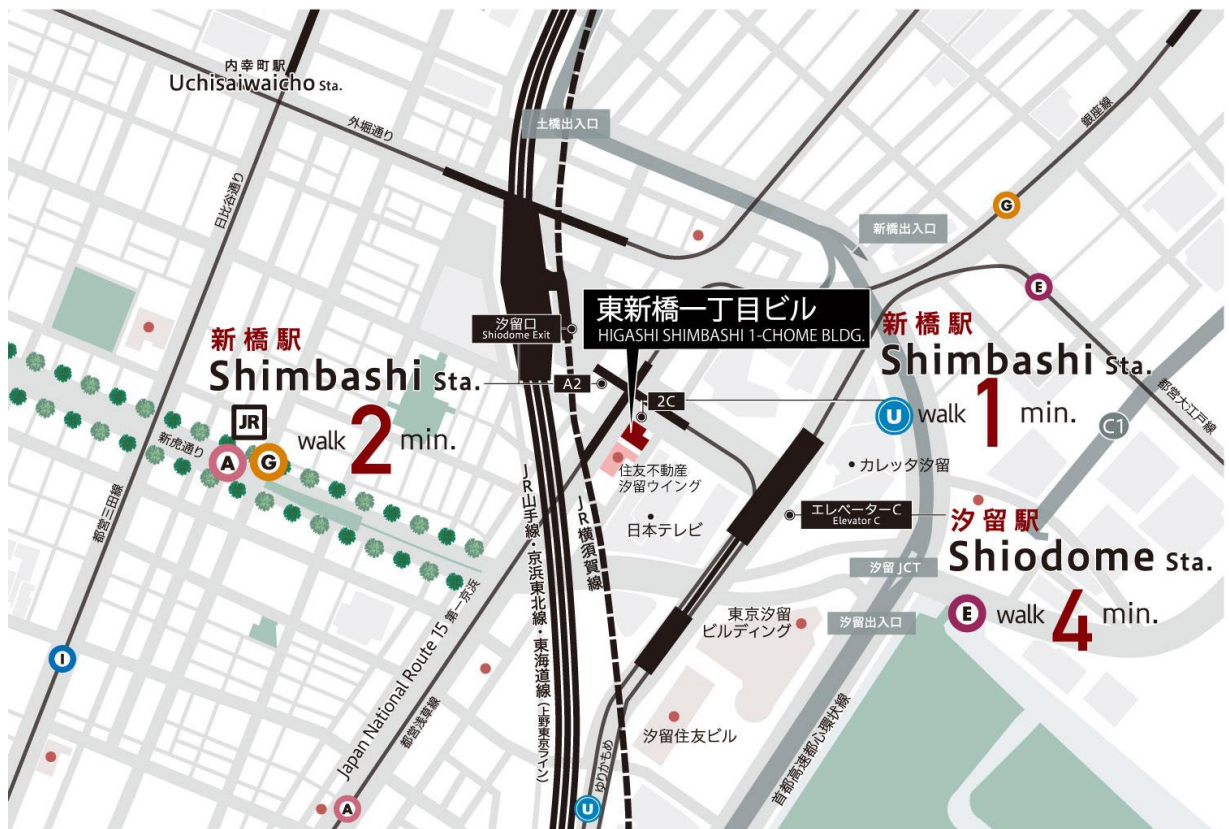 内幸町駅
Uchisaiwaicho Sta.
外堀通り
土橋出入口
銀座線
日比谷通り
G
新橋出入口
E
東新橋一丁目ビル
HIGASHI SHIMBASHI 1-CHOME BLDG.
汐留口
Shiodome Exit
新橋駅
Shimbashi Sta.
A2
JR
walk 2 min.
A
G
新虎通り
2C
新橋駅
Shimbashi Sta.
U
walk 1 min.
都営大江戸線
C1
住友不動産
汐留ウイング
カレッタ汐留
日本テレビ
エレベーターC
Elevator C
汐留駅
Shiodome Sta.
E
walk 4 min.
汐留 JCT
汐留出入口
東京汐留
ビルディング
汐留住友ビル
都営三田線
I
Japan National Route 15 第一京浜
都営浅草線
A
JR山手線・京浜東北線・東海道線(上野東京ライン)
JR横須賀線
ゆりかもめ
U
首都高速都心環状線